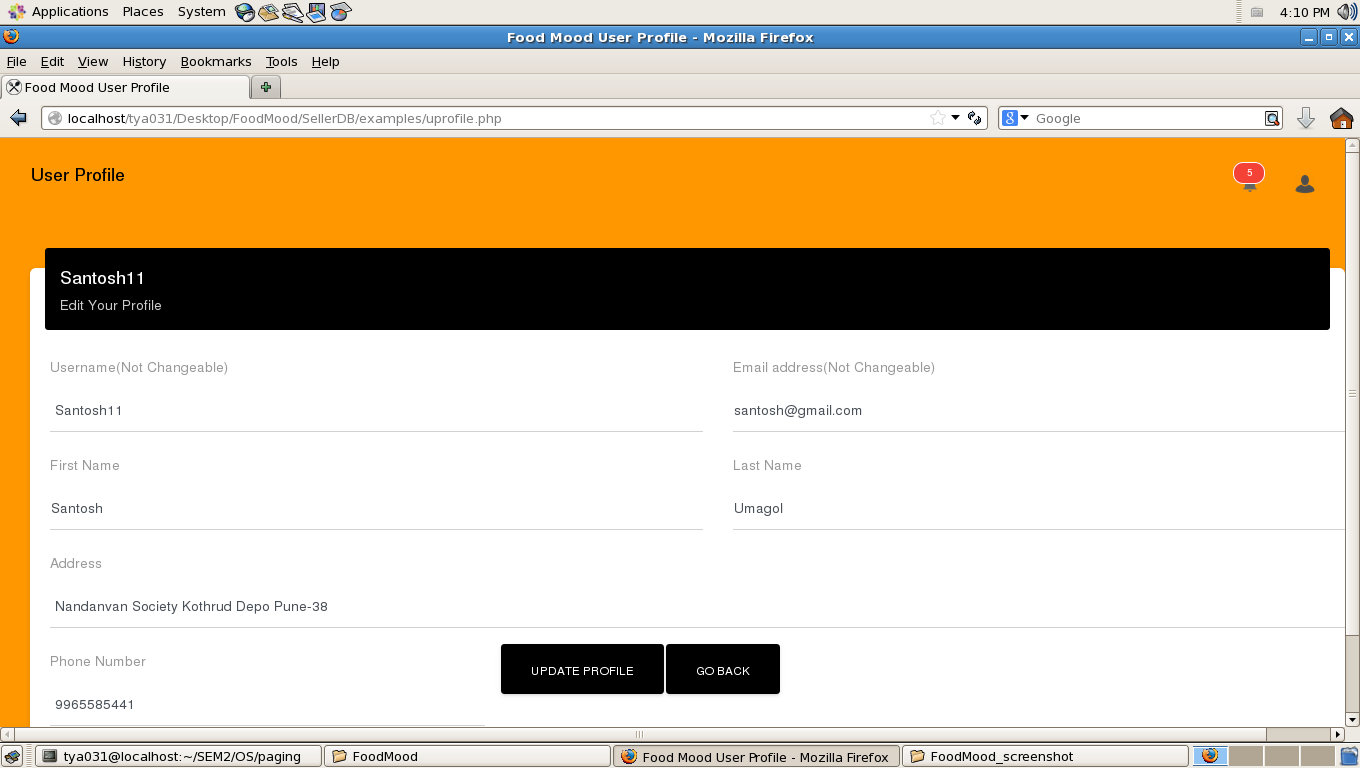 Applications Places System 4:10 PM
Food Mood User Profile - Mozilla Firefox
File Edit View History Bookmarks Tools Help
Food Mood User Profile
localhost/tya031/Desktop/FoodMood/SellerDB/examples/uprofile.php
8 Google
User Profile
5
Santosh11
Edit Your Profile
Username(Not Changeable) Email address(Not Changeable)
Santosh11 santosh@gmail.com
First Name Last Name
Santosh Umagol
Address
Nandanvan Society Kothrud Depo Pune-38
Phone Number UPDATE PROFILE GO BACK
9965585441
tya031@localhost:~/SEM2/OS/paging FoodMood Food Mood User Profile - Mozilla Firefox FoodMood_screenshot